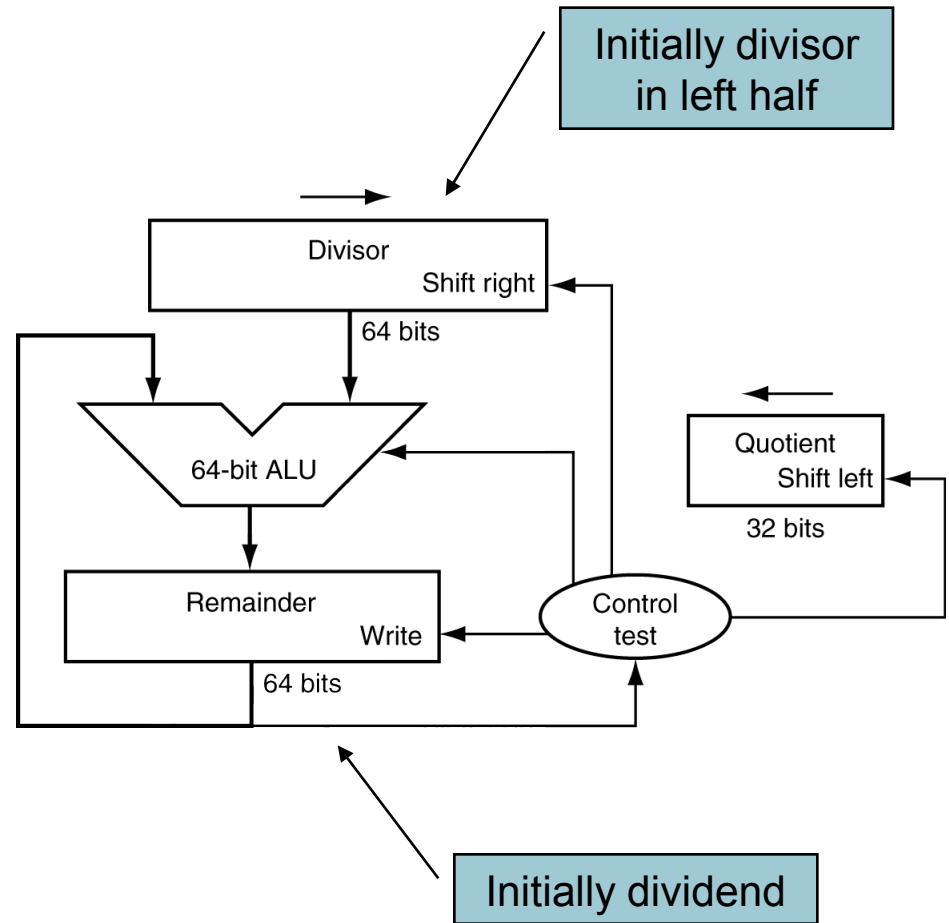 Initially divisor
in left half
Divisor
Shift right
64 bits
64-bit ALU
Quotient
Shift left
32 bits
Remainder
Write
Control
test
64 bits
Initially dividend